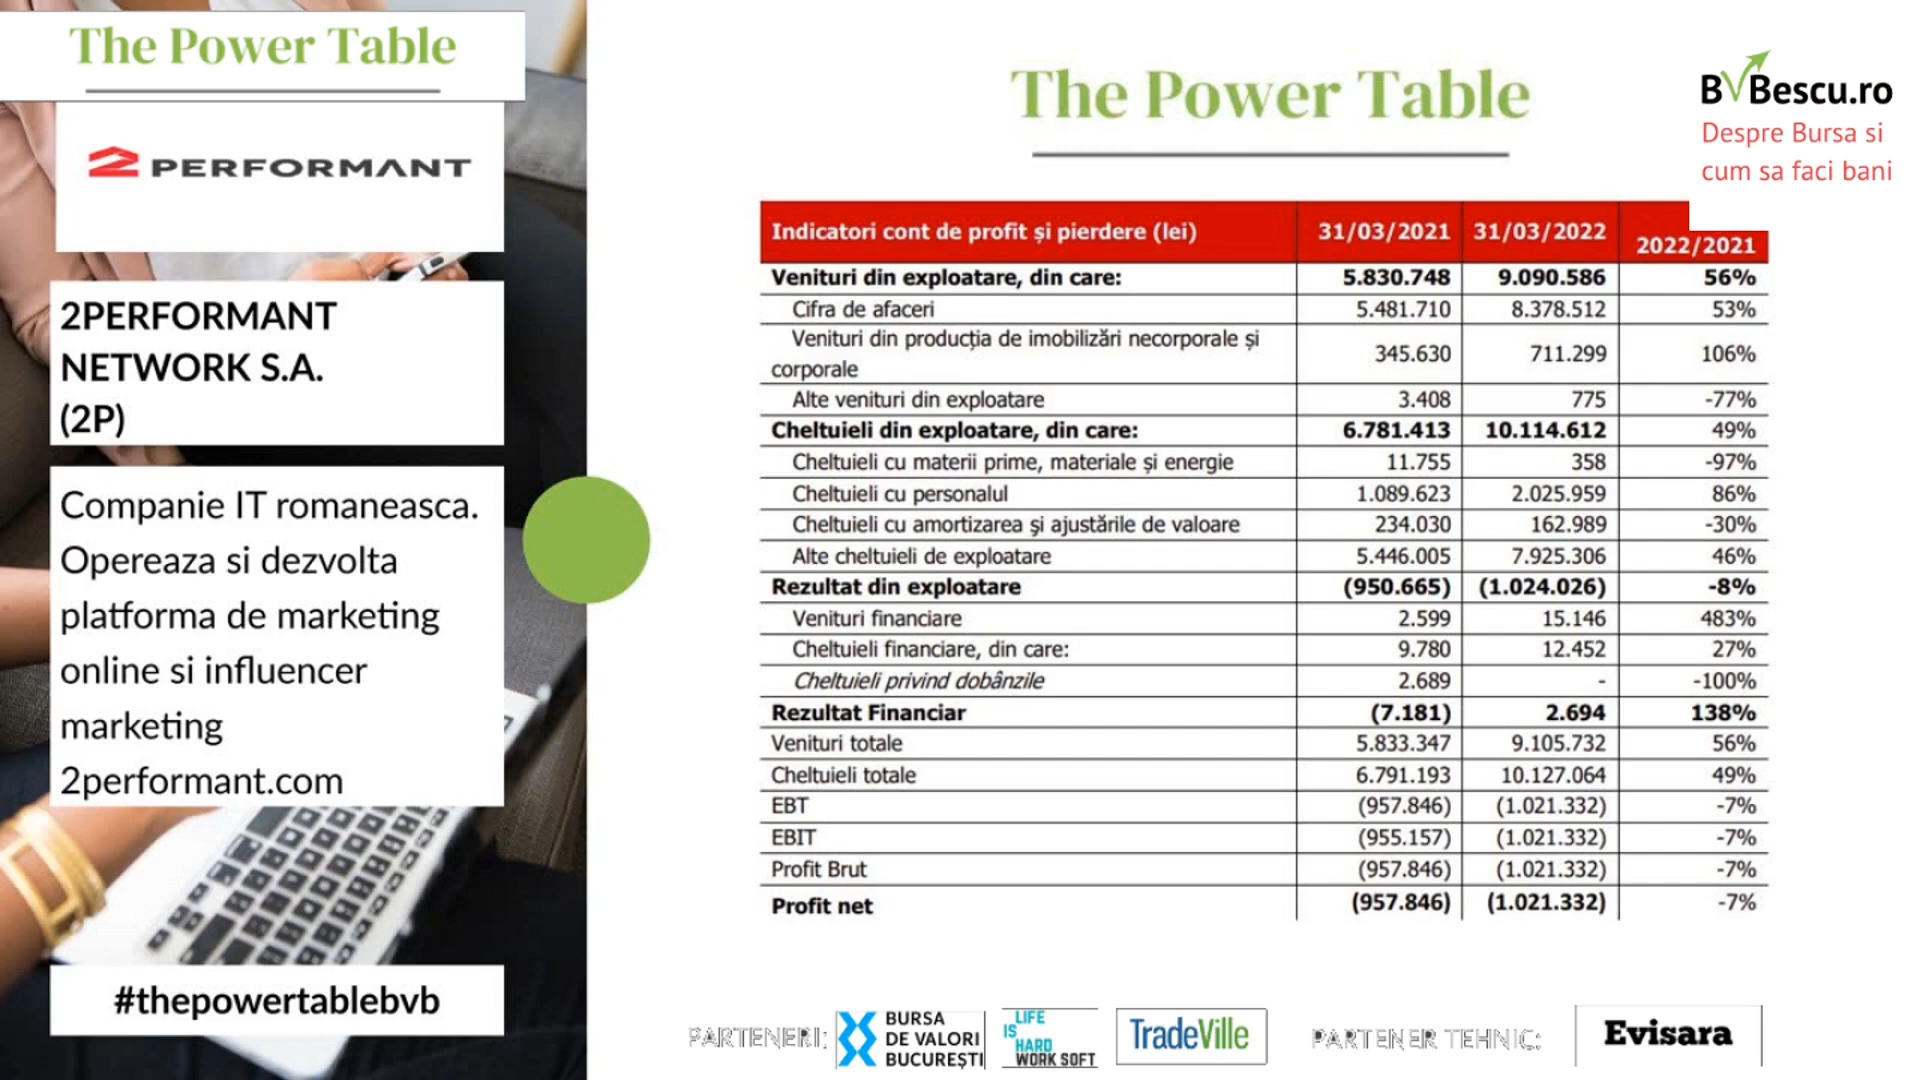 The Power Table
2 PERFORMANT
2PERFORMANT
NETWORK S.A.
(2P)
Companie IT romaneasca.
Opereaza si dezvolta
platforma de marketing
online si influencer
marketing
2performant.com
#thepowertablebvb
The Power Table
BVBescu.ro
Despre Bursa si
cum sa faci bani
Indicatori cont de profit și pierdere (lei) 31/03/2021 31/03/2022 2022/2021
Venituri din exploatare, din care: 5.830.748 9.090.586 56%
Cifra de afaceri 5.481.710 8.378.512 53%
Venituri din producția de imobilizări necorporale și
corporale 345.630 711.299 106%
Alte venituri din exploatare 3.408 775 -77%
Cheltuieli din exploatare, din care: 6.781.413 10.114.612 49%
Cheltuieli cu materii prime, materiale și energie 11.755 358 -97%
Cheltuieli cu personalul 1.089.623 2.025.959 86%
Cheltuieli cu amortizarea și ajustările de valoare 234.030 162.989 -30%
Alte cheltuieli de exploatare 5.446.005 7.925.306 46%
Rezultat din exploatare (950.665) (1.024.026) -8%
Venituri financiare 2.599 15.146 483%
Cheltuieli financiare, din care: 9.780 12.452 27%
Cheltuieli privind dobânzile 2.689 - -100%
Rezultat Financiar (7.181) 2.694 138%
Venituri totale 5.833.347 9.105.732 56%
Cheltuieli totale 6.791.193 10.127.064 49%
EBT (957.846) (1.021.332) -7%
EBIT (955.157) (1.021.332) -7%
Profit Brut (957.846) (1.021.332) -7%
Profit net (957.846) (1.021.332) -7%
PARTENERI:
BURSA
DE VALORI
BUCUREȘTI
LIFE
IS
HARD
WORK SOFT
TradeVille
PARTENER TEHNIC:
Evisara